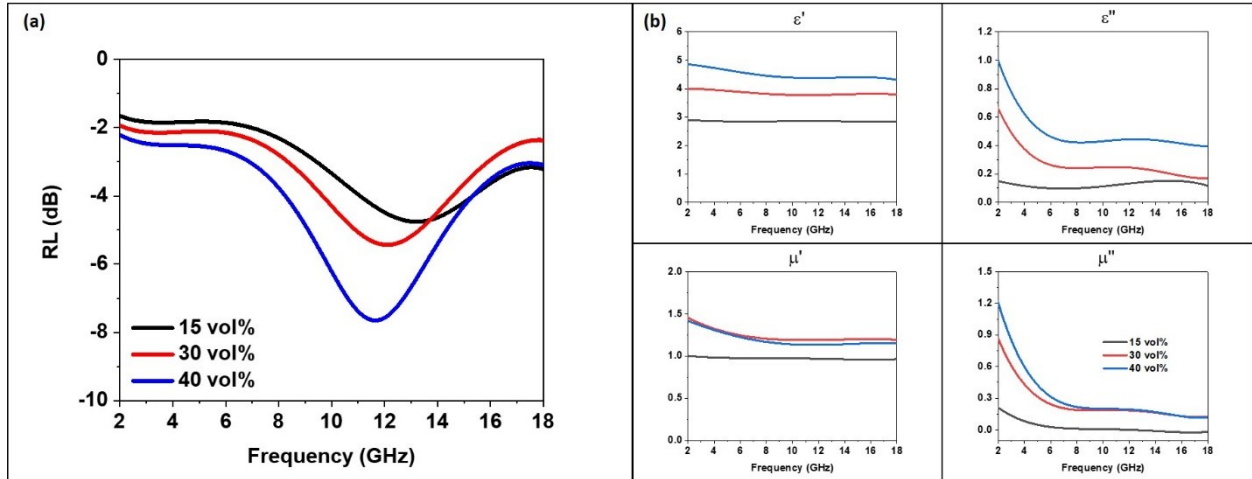 (a)
0
-2
-4
-6
-8
-10
RL (dB)
15 vol%
30 vol%
40 vol%
2 4 6 8 10 12 14 16 18
Frequency (GHz)
(b)
ε'
6
5
4
3
2
1
0
2 4 6 8 10 12 14 16 18
Frequency (GHz)
ε''
1.2
1.0
0.8
0.6
0.4
0.2
0.0
2 4 6 8 10 12 14 16 18
Frequency (GHz)
μ'
2.0
1.5
1.0
0.5
0.0
2 4 6 8 10 12 14 16 18
Frequency (GHz)
μ''
1.5
1.2
0.9
0.6
0.3
0.0
15 vol%
30 vol%
40 vol%
2 4 6 8 10 12 14 16 18
Frequency (GHz)